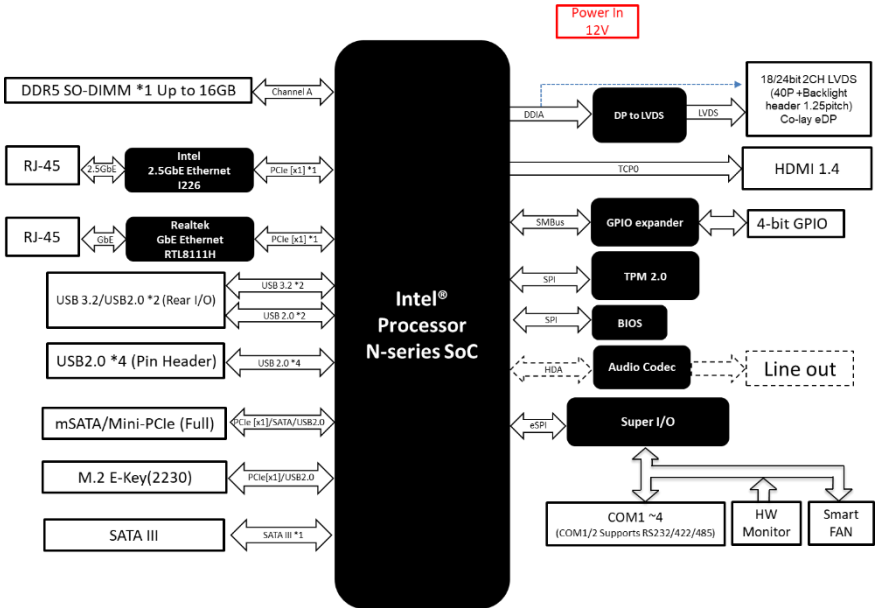 Power In
12V
DDR5 SO-DIMM *1 Up to 16GB
Channel A
RJ-45
2.5GbE
Intel
2.5GbE Ethernet
I226
PCIe [x1] *1
RJ-45
GbE
Realtek
GbE Ethernet
RTL8111H
PCIe [x1] *1
USB 3.2/USB2.0 *2 (Rear I/O)
USB 3.2 *2
USB 2.0 *2
USB2.0 *4 (Pin Header)
USB 2.0 *4
mSATA/Mini-PCIe (Full)
PCIe [x1]/SATA/USB2.0
M.2 E-Key(2230)
PCIe[x1]/USB2.0
SATA III
SATA III *1
Intel®
Processor
N-series SoC
DDIA
DP to LVDS
LVDS
18/24bit 2CH LVDS
(40P +Backlight
header 1.25pitch)
Co-lay eDP
TCP0
HDMI 1.4
SMBus
GPIO expander
4-bit GPIO
SPI
TPM 2.0
SPI
BIOS
HDA
Audio Codec
Line out
eSPI
Super I/O
COM1 ~4
(COM1/2 Supports RS232/422/485)
HW
Monitor
Smart
FAN